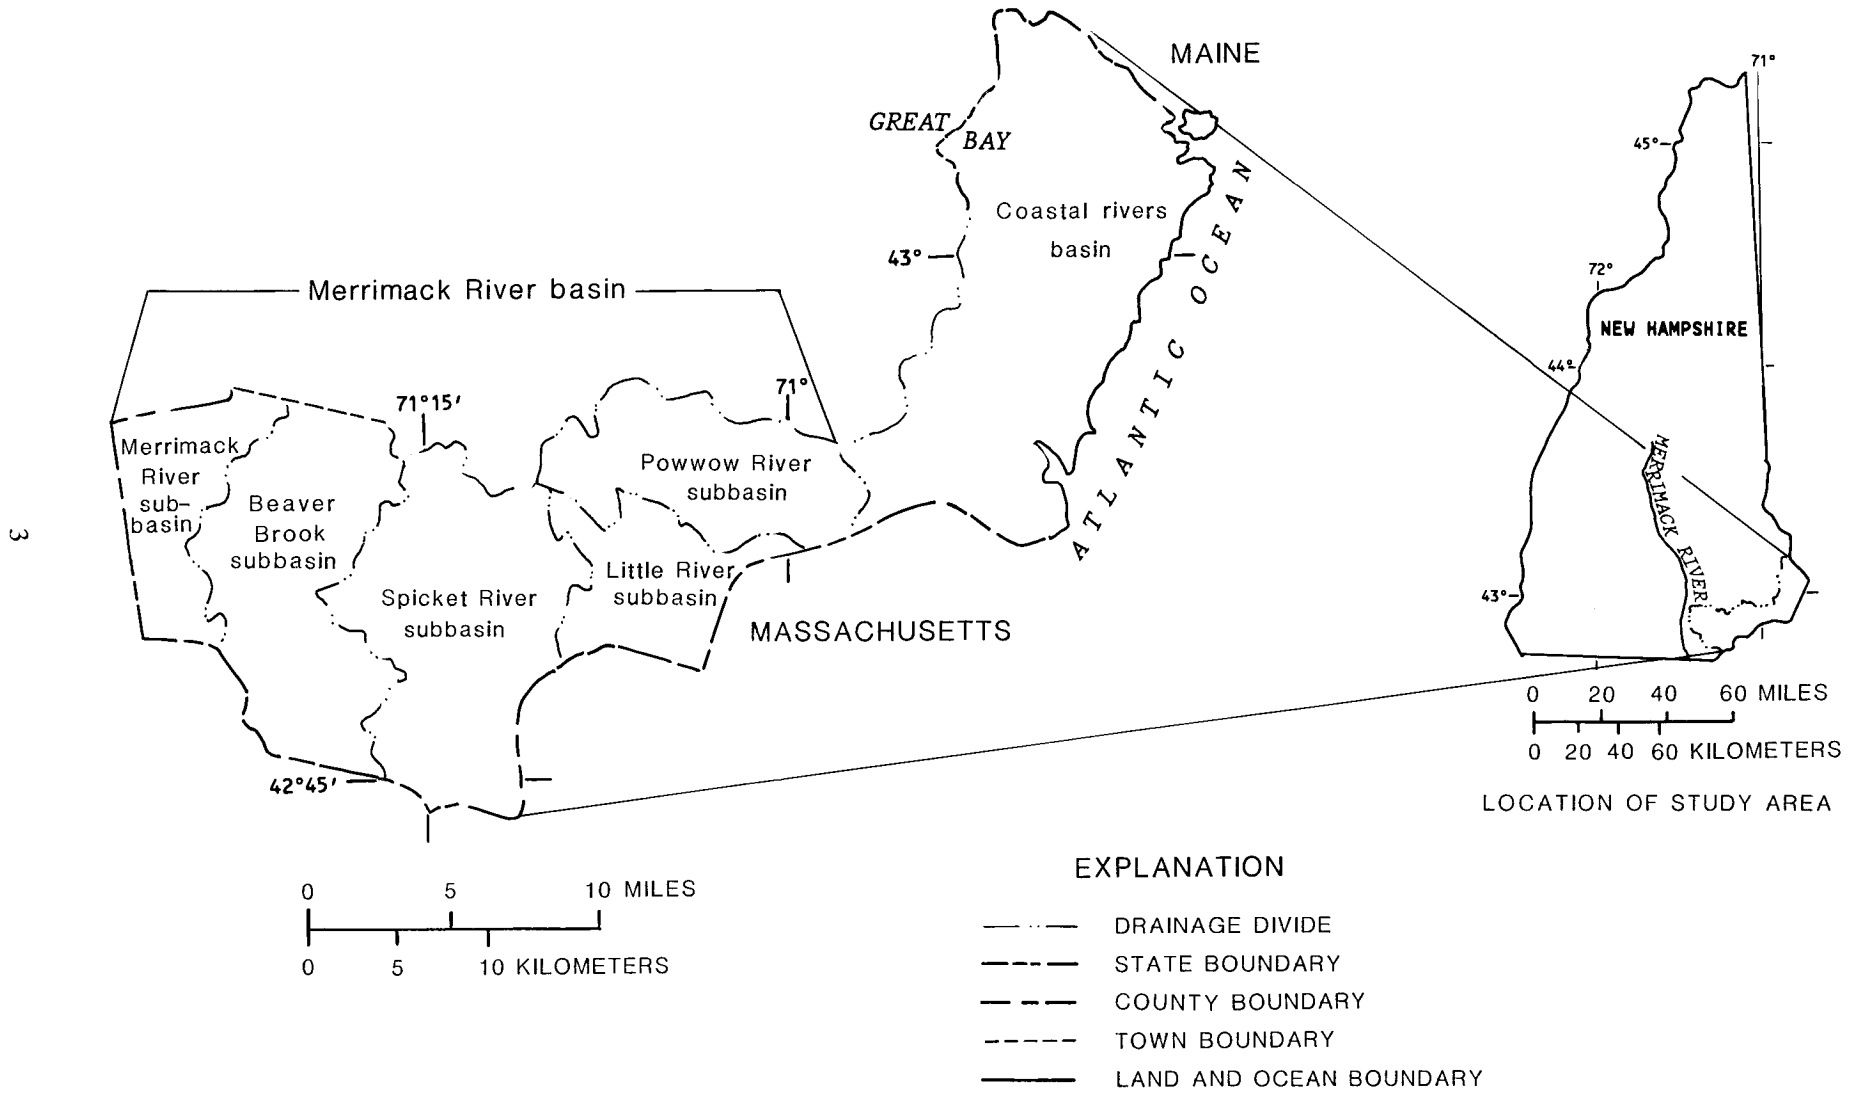 MAINE
71°
GREAT
BAY
45°
Coastal rivers
basin
43°
ATLANTIC OCEAN
72°
Merrimack River basin
NEW HAMPSHIRE
44°
71°
71°15'
Merrimack
River
sub-
basin
Beaver
Brook
subbasin
Powwow River
subbasin
MERRIMACK RIVER
3
Spicket River
subbasin
Little River
subbasin
43°
MASSACHUSETTS
42°45'
0 20 40 60 MILES
0 20 40 60 KILOMETERS
LOCATION OF STUDY AREA
0 5 10 MILES
0 5 10 KILOMETERS
EXPLANATION
DRAINAGE DIVIDE
STATE BOUNDARY
COUNTY BOUNDARY
TOWN BOUNDARY
LAND AND OCEAN BOUNDARY